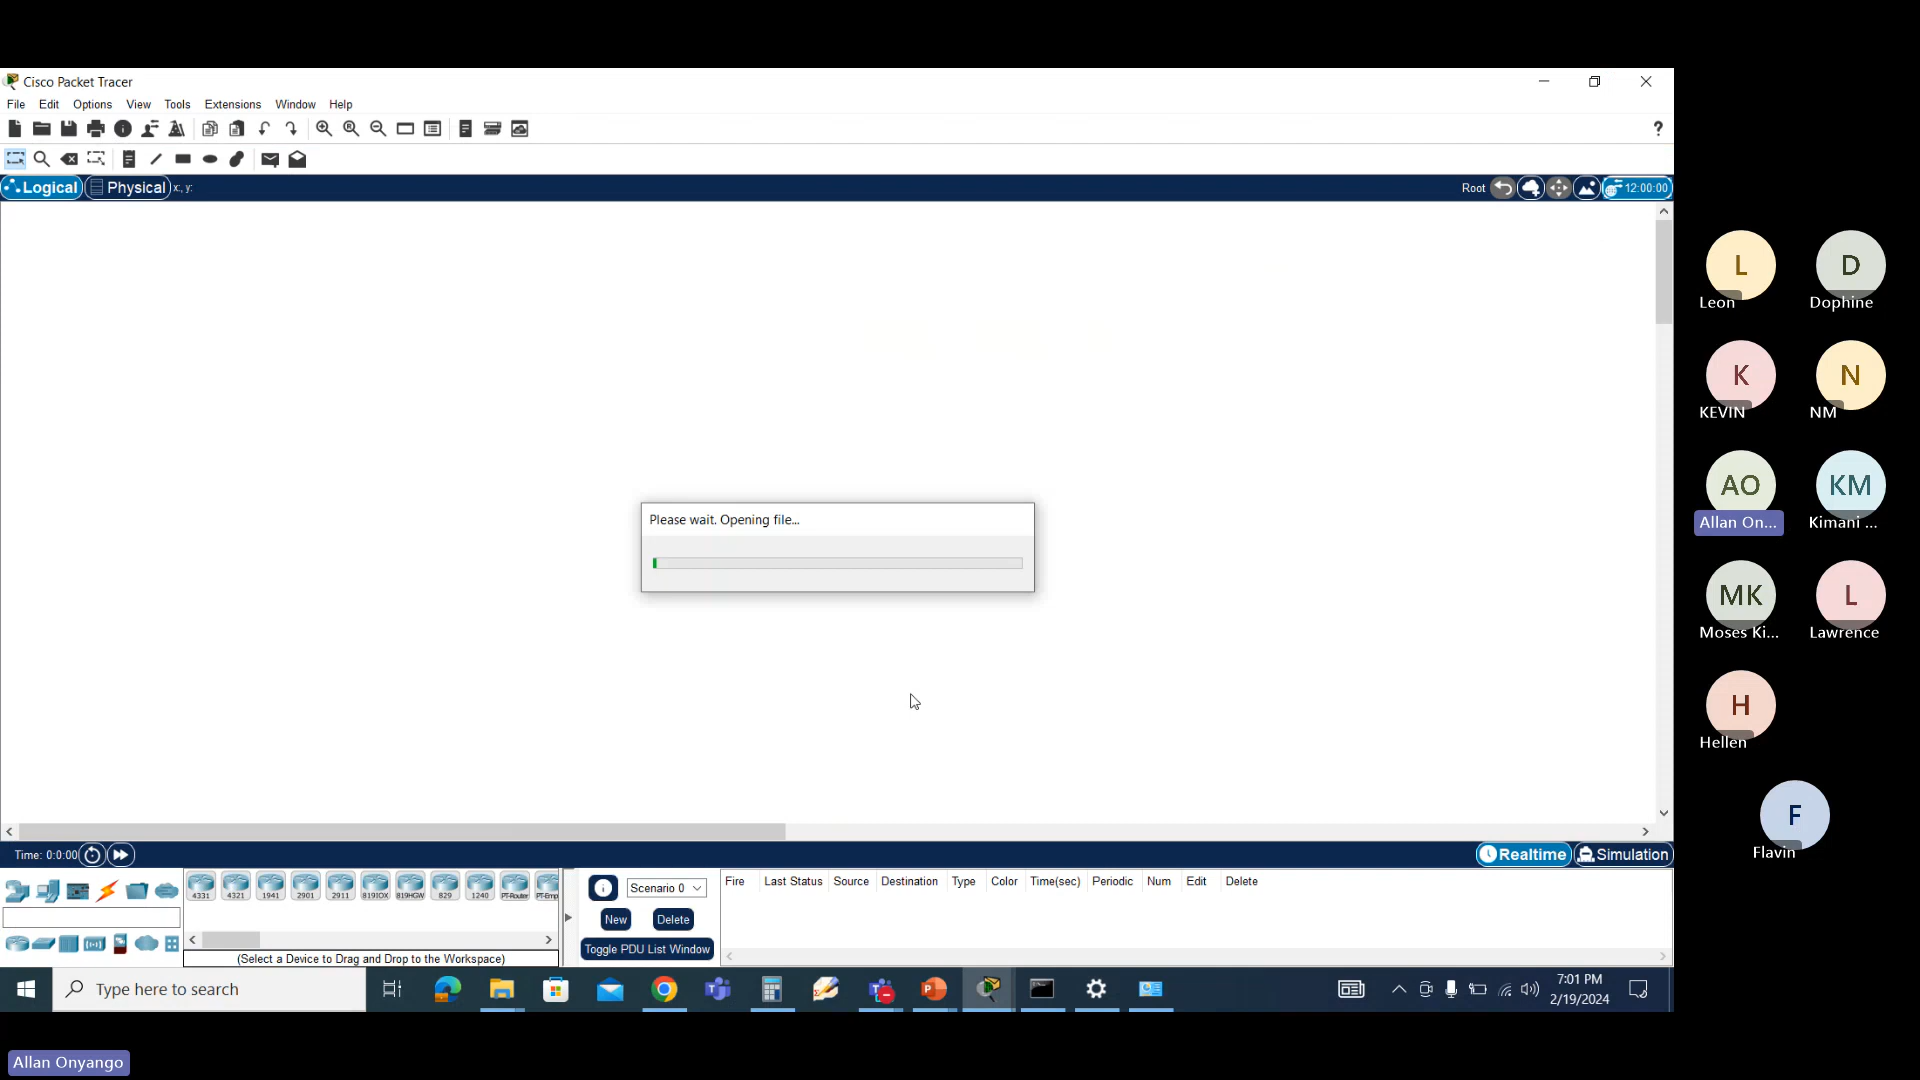 Cisco Packet Tracer
File Edit Options View Tools Extensions Window Help
?
Logical Physical x:, y: Root 12:00:00
L D
Leon Dophine
K N
KEVIN NM
AO KM
Allan On... Kimani ...
Please wait. Opening file...
MK L
Moses Ki... Lawrence
H
Hellen
F
Flavin
Time: 0:0:00 Realtime Simulation
4331 4321 1941 2901 2911 819IOX 819HGW 829 1240 PT-Router PT-Emp
Scenario 0
Fire Last Status Source Destination Type Color Time(sec) Periodic Num Edit Delete
New Delete
Toggle PDU List Window
(Select a Device to Drag and Drop to the Workspace)
Type here to search
7:01 PM
2/19/2024
Allan Onyango